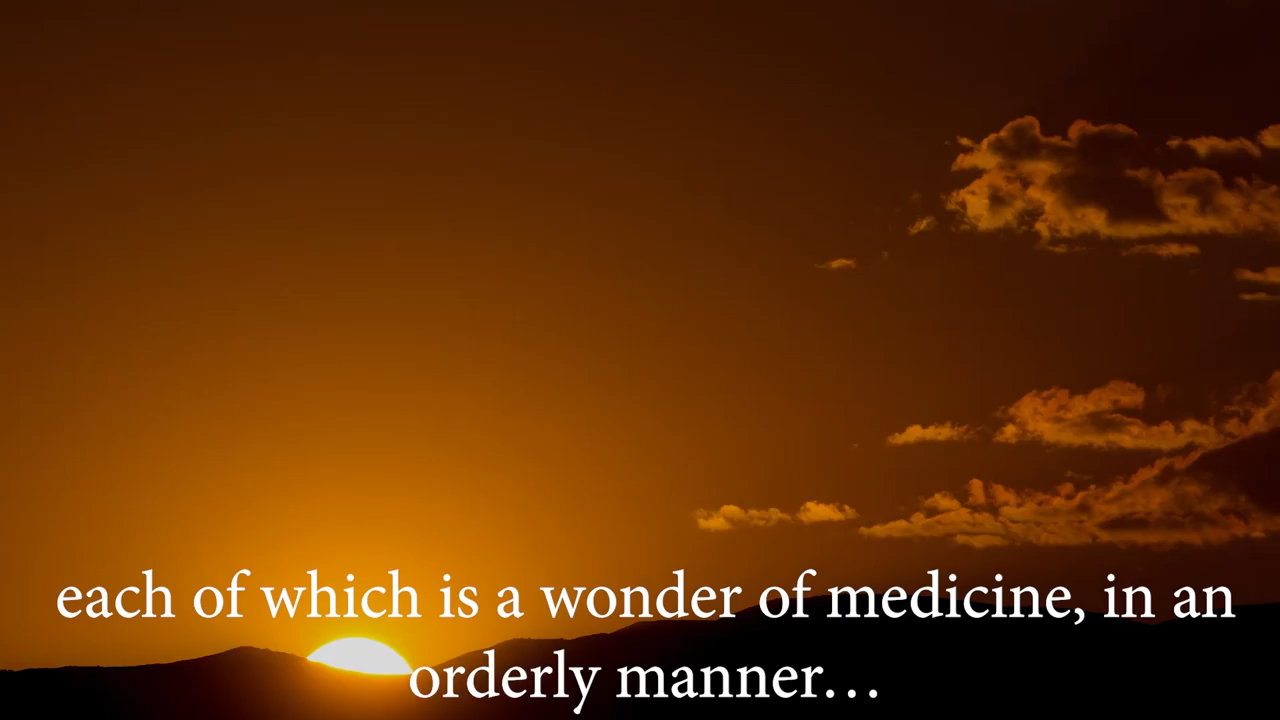 each of which is a wonder of medicine, in an
orderly manner…